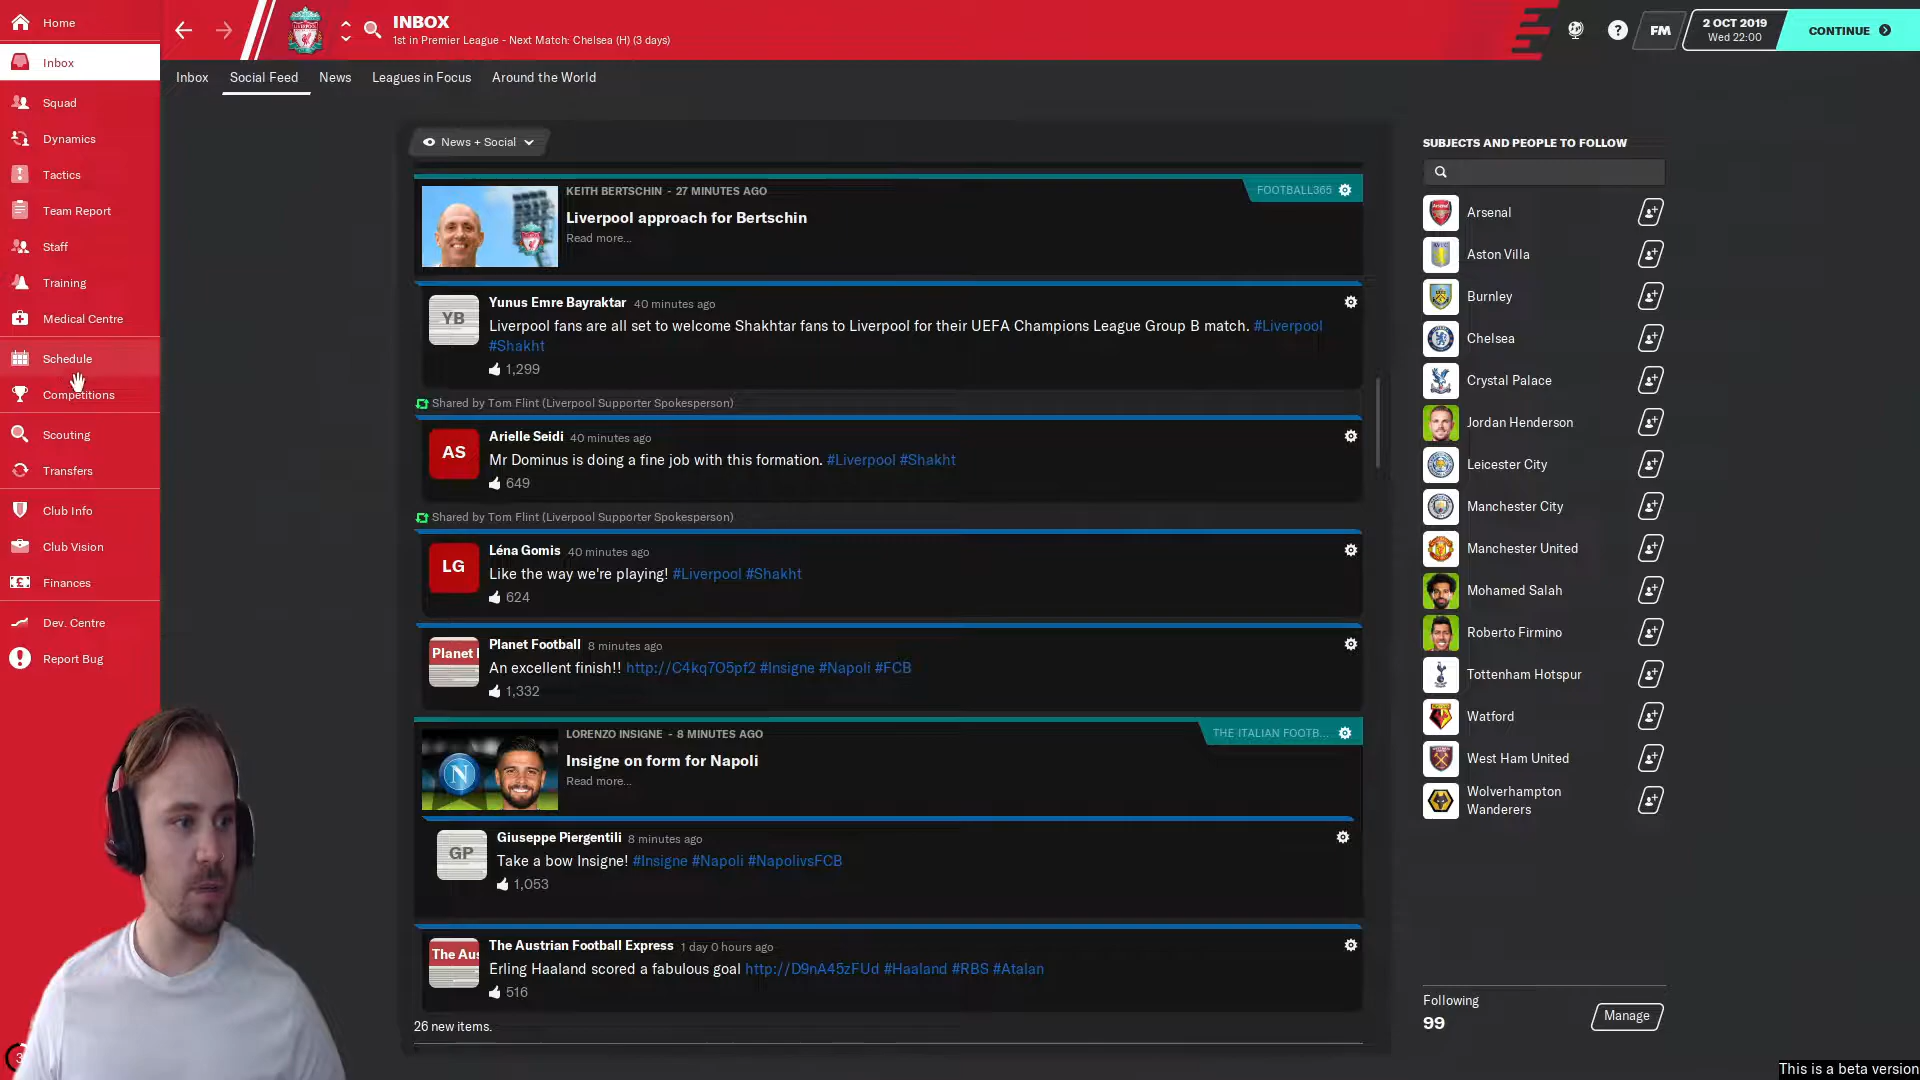 Home
Inbox
Squad
Dynamics
Tactics
Team Report
Staff
Training
Medical Centre
Schedule
Competitions
Scouting
Transfers
Club Info
Club Vision
Finances
Dev. Centre
Report Bug
INBOX
1st in Premier League - Next Match: Chelsea (H) (3 days)
FM
2 OCT 2019
Wed 22:00
CONTINUE
Inbox
Social Feed
News
Leagues in Focus
Around the World
News + Social
KEITH BERTSCHIN - 27 MINUTES AGO
FOOTBALL365
Liverpool approach for Bertschin
Read more...
YB
Yunus Emre Bayraktar 40 minutes ago
Liverpool fans are all set to welcome Shakhtar fans to Liverpool for their UEFA Champions League Group B match. #Liverpool
#Shakht
1,299
Shared by Tom Flint (Liverpool Supporter Spokesperson)
AS
Arielle Seidi 40 minutes ago
Mr Dominus is doing a fine job with this formation. #Liverpool #Shakht
649
Shared by Tom Flint (Liverpool Supporter Spokesperson)
LG
Léna Gomis 40 minutes ago
Like the way we're playing! #Liverpool #Shakht
624
Planet
Planet Football 8 minutes ago
An excellent finish!! http://C4kq7O5pf2 #Insigne #Napoli #FCB
1,332
LORENZO INSIGNE - 8 MINUTES AGO
THE ITALIAN FOOTB...
Insigne on form for Napoli
Read more...
GP
Giuseppe Piergentili 8 minutes ago
Take a bow Insigne! #Insigne #Napoli #NapolivsFCB
1,053
The Aus
The Austrian Football Express 1 day 0 hours ago
Erling Haaland scored a fabulous goal http://D9nA45zFUd #Haaland #RBS #Atalan
516
26 new items.
SUBJECTS AND PEOPLE TO FOLLOW
Arsenal
Aston Villa
Burnley
Chelsea
Crystal Palace
Jordan Henderson
Leicester City
Manchester City
Manchester United
Mohamed Salah
Roberto Firmino
Tottenham Hotspur
Watford
West Ham United
Wolverhampton
Wanderers
Following
99
Manage
This is a beta version